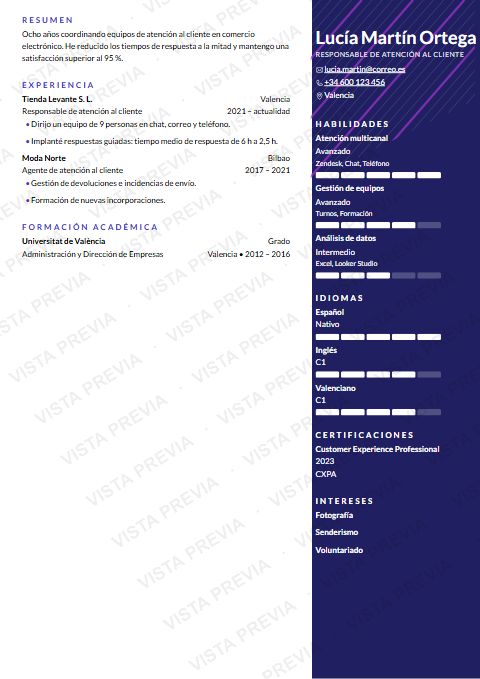 RESUMEN
Ocho años coordinando equipos de atención al cliente en comercio
electrónico. He reducido los tiempos de respuesta a la mitad y mantengo una
satisfacción superior al 95 %.
EXPERIENCIA
Tienda Levante S. L. Valencia
Responsable de atención al cliente 2021 – actualidad
• Dirijo un equipo de 9 personas en chat, correo y teléfono.
• Implanté respuestas guiadas: tiempo medio de respuesta de 6 h a 2,5 h.
Moda Norte Bilbao
Agente de atención al cliente 2017 – 2021
• Gestión de devoluciones e incidencias de envío.
• Formación de nuevas incorporaciones.
FORMACIÓN ACADÉMICA
Universitat de València Grado
Administración y Dirección de Empresas Valencia • 2012 – 2016
Lucía Martín Ortega
RESPONSABLE DE ATENCIÓN AL CLIENTE
lucia.martin@correo.es
+34 600 123 456
Valencia
HABILIDADES
Atención multicanal
Avanzado
Zendesk, Chat, Teléfono
Gestión de equipos
Avanzado
Turnos, Formación
Análisis de datos
Intermedio
Excel, Looker Studio
IDIOMAS
Español
Nativo
Inglés
C1
Valenciano
C1
CERTIFICACIONES
Customer Experience Professional
2023
CXPA
INTERESES
Fotografía
Senderismo
Voluntariado
VISTA PREVIA